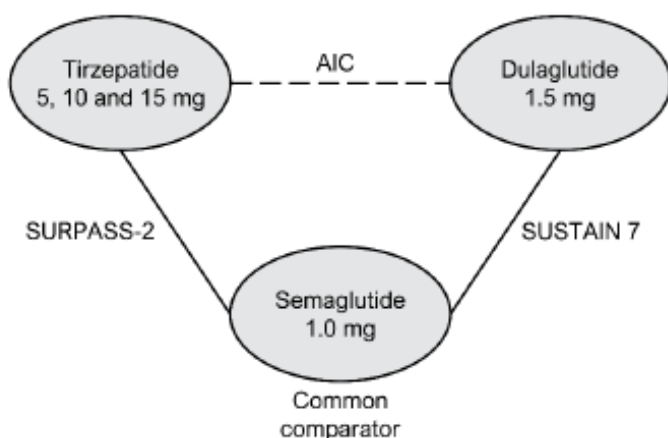 Tirzepatide
5, 10 and 15 mg
AIC
Dulaglutide
1.5 mg
SURPASS-2
SUSTAIN 7
Semaglutide
1.0 mg
Common
comparator